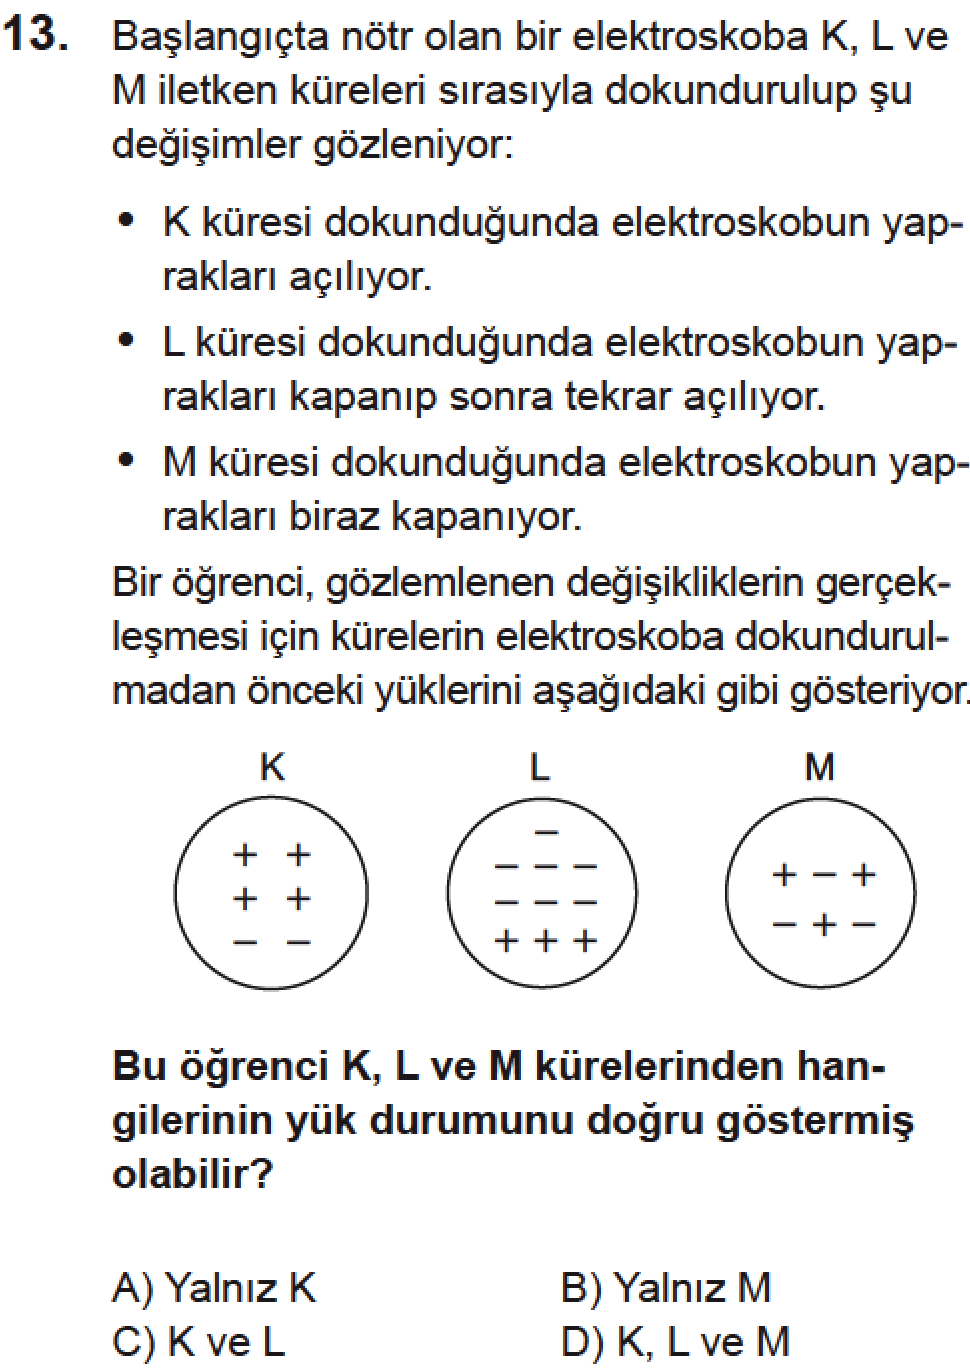 13. Başlangıçta nötr olan bir elektroskoba K, L ve
M iletken küreleri sırasıyla dokundurulup şu
değişimler gözleniyor:
• K küresi dokunduğunda elektroskobun yap-
rakları açılıyor.
• L küresi dokunduğunda elektroskobun yap-
rakları kapanıp sonra tekrar açılıyor.
• M küresi dokunduğunda elektroskobun yap-
rakları biraz kapanıyor.
Bir öğrenci, gözlemlenen değişikliklerin gerçek-
leşmesi için kürelerin elektroskoba dokundurul-
madan önceki yüklerini aşağıdaki gibi gösteriyor.
K L M
+ +
+ +
– –
–
– – –
– – –
+ + +
+ – +
– + –
Bu öğrenci K, L ve M kürelerinden han-
gilerinin yük durumunu doğru göstermiş
olabilir?
A) Yalnız K B) Yalnız M
C) K ve L D) K, L ve M